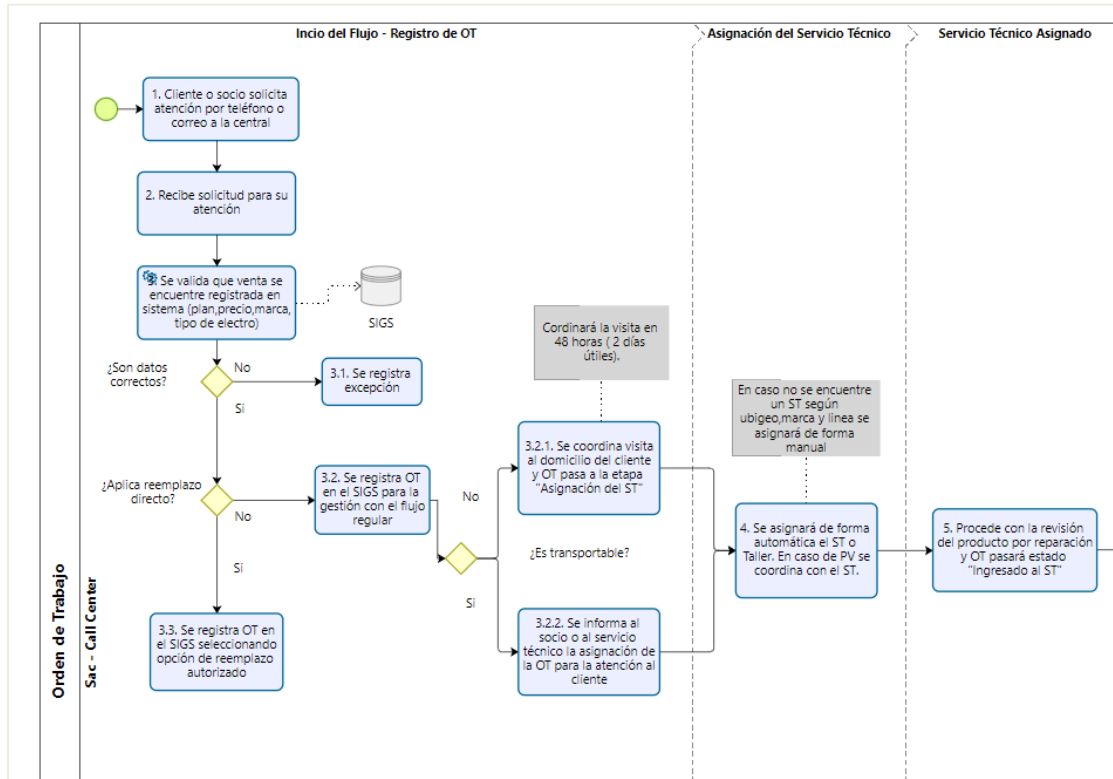 Incio del Flujo - Registro de OT
Asignación del Servicio Técnico
Servicio Técnico Asignado
Orden de Trabajo
Sac - Call Center
1. Cliente o socio solicita
atención por teléfono o
correo a la central
2. Recibe solicitud para su
atención
3. Se valida que venta se
encuentre registrada en
sistema (plan,precio,marca,
tipo de electro)
SIGS
¿Son datos
correctos?
No
Si
3.1. Se registra
excepción
¿Aplica reemplazo
directo?
No
Si
3.2. Se registra OT
en el SIGS para la
gestión con el flujo
regular
3.3. Se registra OT en
el SIGS seleccionando
opción de reemplazo
autorizado
¿Es transportable?
No
Si
Cordinará la visita en
48 horas ( 2 días
útiles).
3.2.1. Se coordina visita
al domicilio del cliente
y OT pasa a la etapa
"Asignación del ST"
3.2.2. Se informa al
socio o al servicio
técnico la asignación de
la OT para la atención al
cliente
En caso no se encuentre
un ST según
ubigeo,marca y linea se
asignará de forma
manual
4. Se asignará de forma
automática el ST o
Taller. En caso de PV se
coordina con el ST.
5. Procede con la revisión
del producto por reparación
y OT pasará estado
"Ingresado al ST"